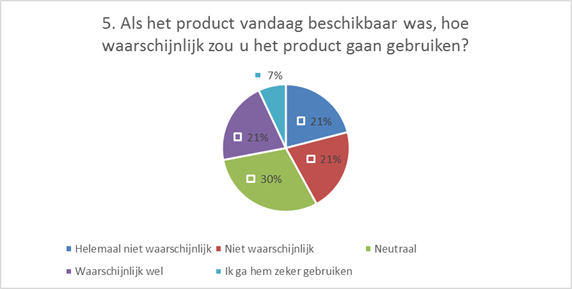 5. Als het product vandaag beschikbaar was, hoe
waarschijnlijk zou u het product gaan gebruiken?
7%
21%
21%
21%
30%
Helemaal niet waarschijnlijk Niet waarschijnlijk Neutraal
Waarschijnlijk wel Ik ga hem zeker gebruiken